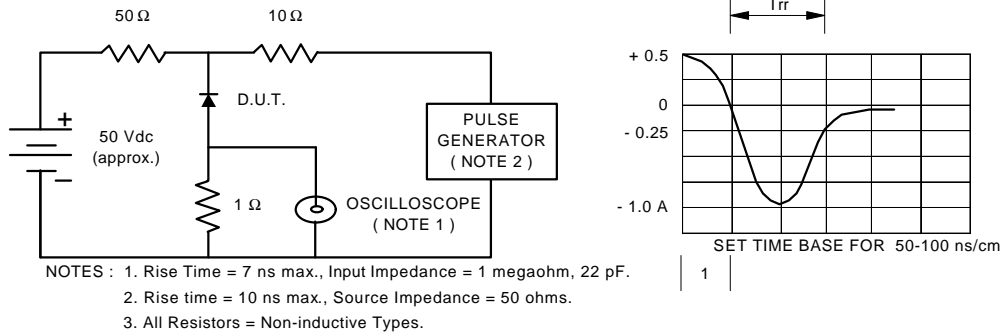 50 Ω
10 Ω
D.U.T.
+
50 Vdc
(approx.)
−
1 Ω
PULSE
GENERATOR
( NOTE 2 )
OSCILLOSCOPE
( NOTE 1 )
Trr
+ 0.5
0
- 0.25
- 1.0 A
SET TIME BASE FOR 50-100 ns/cm
1
NOTES : 1. Rise Time = 7 ns max., Input Impedance = 1 megaohm, 22 pF.
2. Rise time = 10 ns max., Source Impedance = 50 ohms.
3. All Resistors = Non-inductive Types.